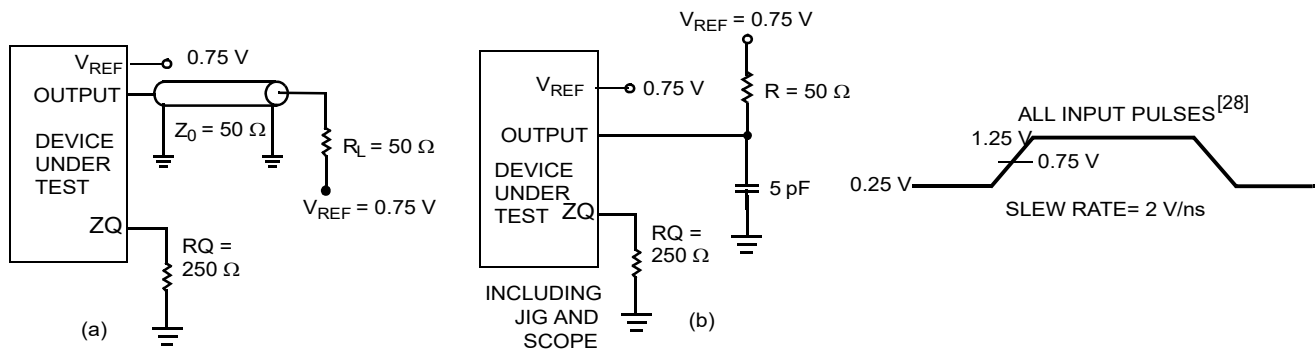 V_REF 0.75 V
OUTPUT
Z0 = 50 Ω
DEVICE
UNDER
TEST
RL = 50 Ω
V_REF = 0.75 V
ZQ
RQ =
250 Ω
(a)
V_REF = 0.75 V
R = 50 Ω
V_REF 0.75 V
OUTPUT
DEVICE
UNDER
TEST
5 pF
ZQ
RQ =
250 Ω
INCLUDING
JIG AND
SCOPE
(b)
ALL INPUT PULSES[28]
1.25 V
0.75 V
0.25 V
SLEW RATE= 2 V/ns